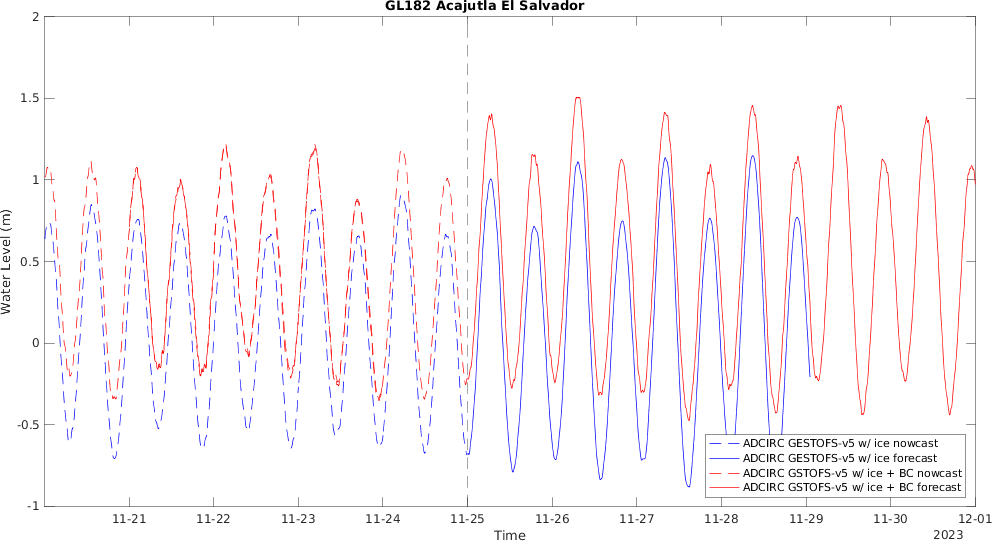 GL182 Acajutla El Salvador
Water Level (m)
2
1.5
1
0.5
0
-0.5
-1
ADCIRC GESTOFS-v5 w/ ice nowcast
ADCIRC GESTOFS-v5 w/ ice forecast
ADCIRC GSTOFS-v5 w/ ice + BC nowcast
ADCIRC GSTOFS-v5 w/ ice + BC forecast
11-21 11-22 11-23 11-24 11-25 11-26 11-27 11-28 11-29 11-30 12-01
Time
2023